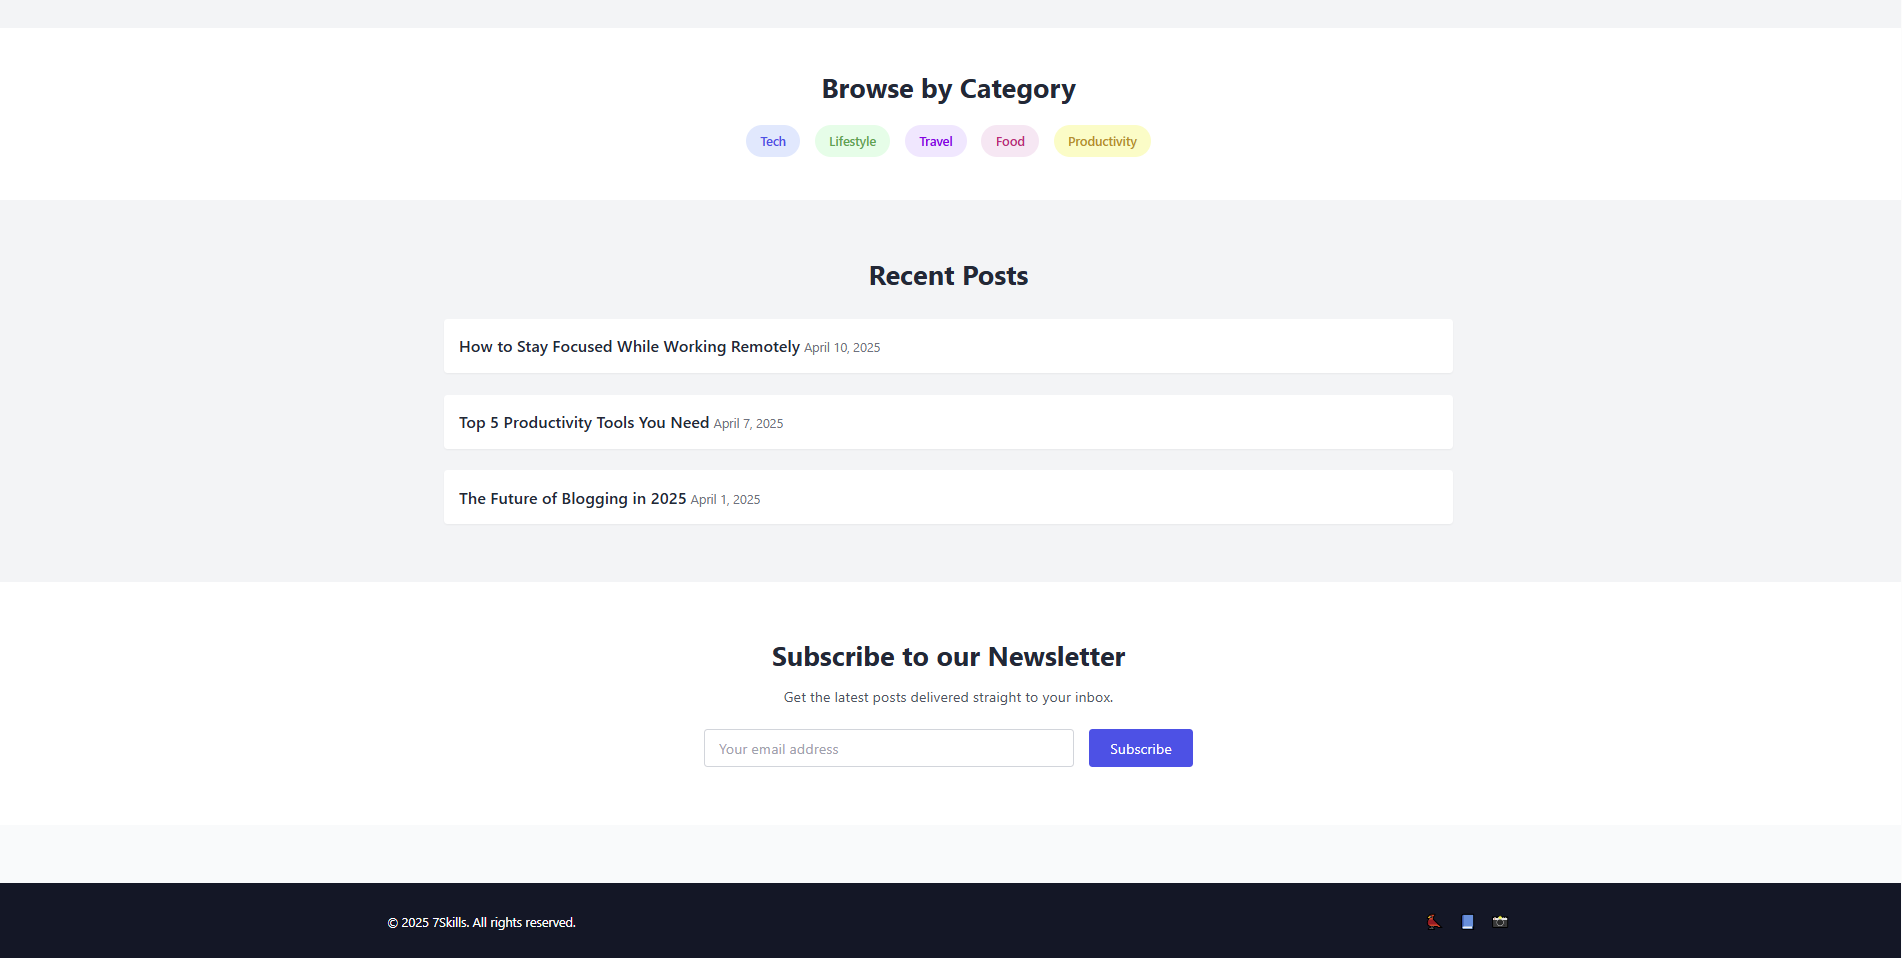 Browse by Category
Tech Lifestyle Travel Food Productivity
Recent Posts
How to Stay Focused While Working Remotely April 10, 2025
Top 5 Productivity Tools You Need April 7, 2025
The Future of Blogging in 2025 April 1, 2025
Subscribe to our Newsletter
Get the latest posts delivered straight to your inbox.
Your email address Subscribe
© 2025 7Skills. All rights reserved.